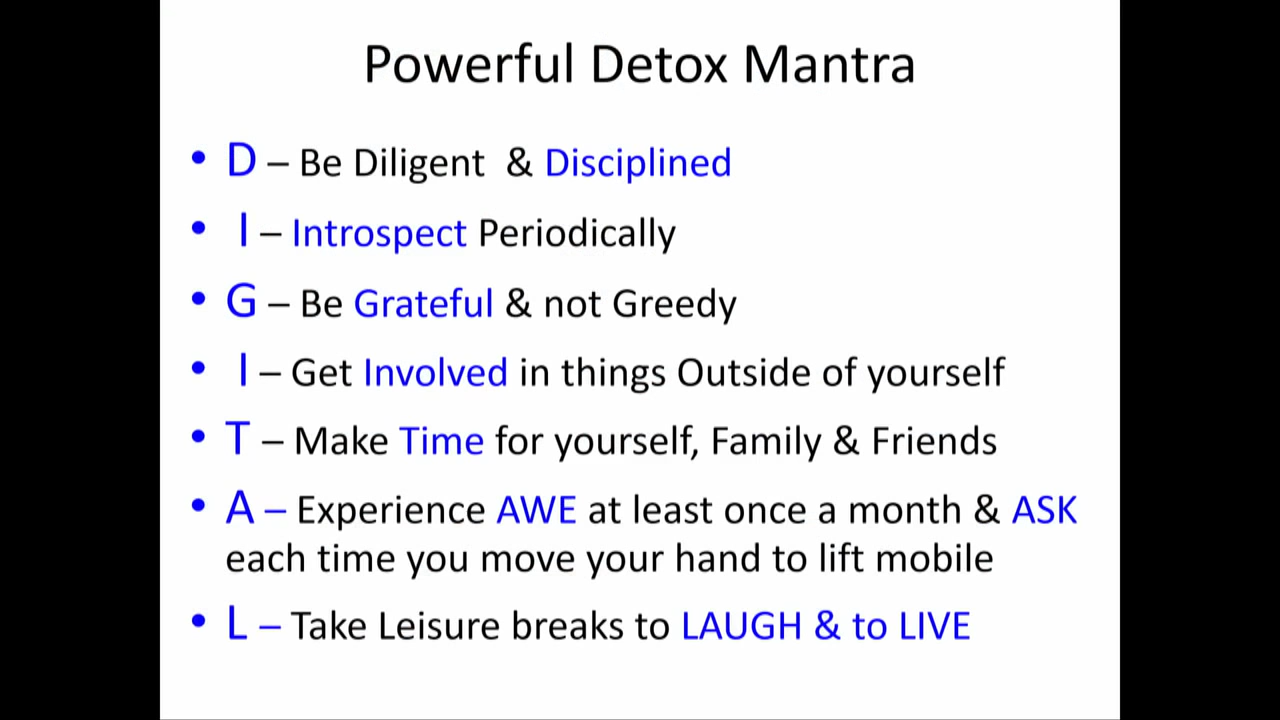 Powerful Detox Mantra
• D – Be Diligent & Disciplined
• I – Introspect Periodically
• G – Be Grateful & not Greedy
• I – Get Involved in things Outside of yourself
• T – Make Time for yourself, Family & Friends
• A – Experience AWE at least once a month & ASK
each time you move your hand to lift mobile
• L – Take Leisure breaks to LAUGH & to LIVE